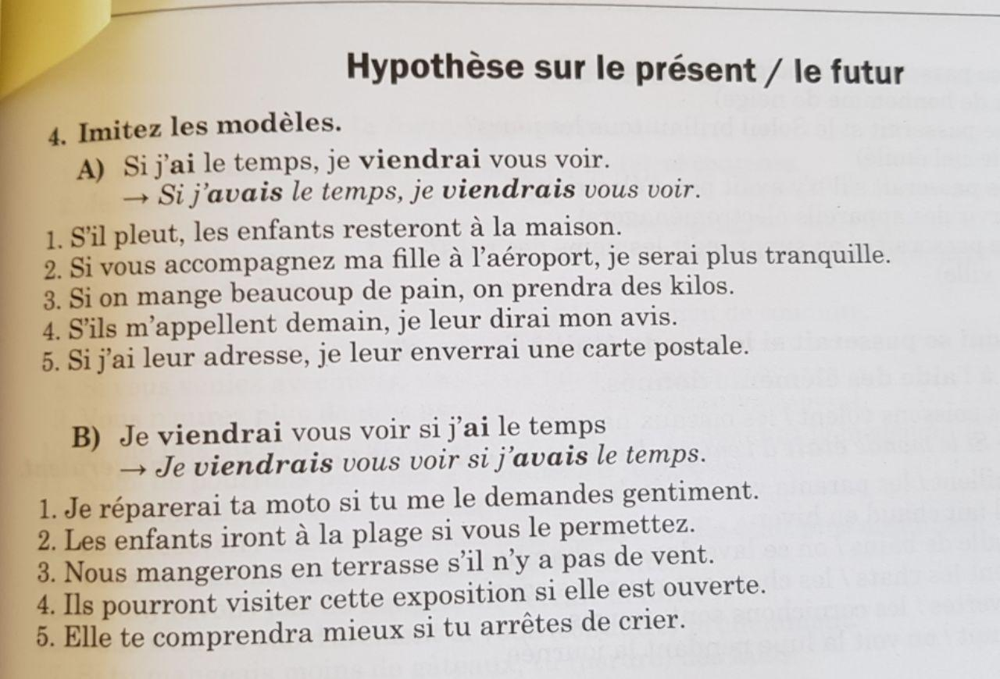 Hypothèse sur le présent / le futur
4. Imitez les modèles.
A) Si j'ai le temps, je viendrai vous voir.
→ Si j'avais le temps, je viendrais vous voir.
1. S'il pleut, les enfants resteront à la maison.
2. Si vous accompagnez ma fille à l'aéroport, je serai plus tranquille.
3. Si on mange beaucoup de pain, on prendra des kilos.
4. S'ils m'appellent demain, je leur dirai mon avis.
5. Si j'ai leur adresse, je leur enverrai une carte postale.
B) Je viendrai vous voir si j'ai le temps
→ Je viendrais vous voir si j'avais le temps.
1. Je réparerai ta moto si tu me le demandes gentiment.
2. Les enfants iront à la plage si vous le permettez.
3. Nous mangerons en terrasse s'il n'y a pas de vent.
4. Ils pourront visiter cette exposition si elle est ouverte.
5. Elle te comprendra mieux si tu arrêtes de crier.